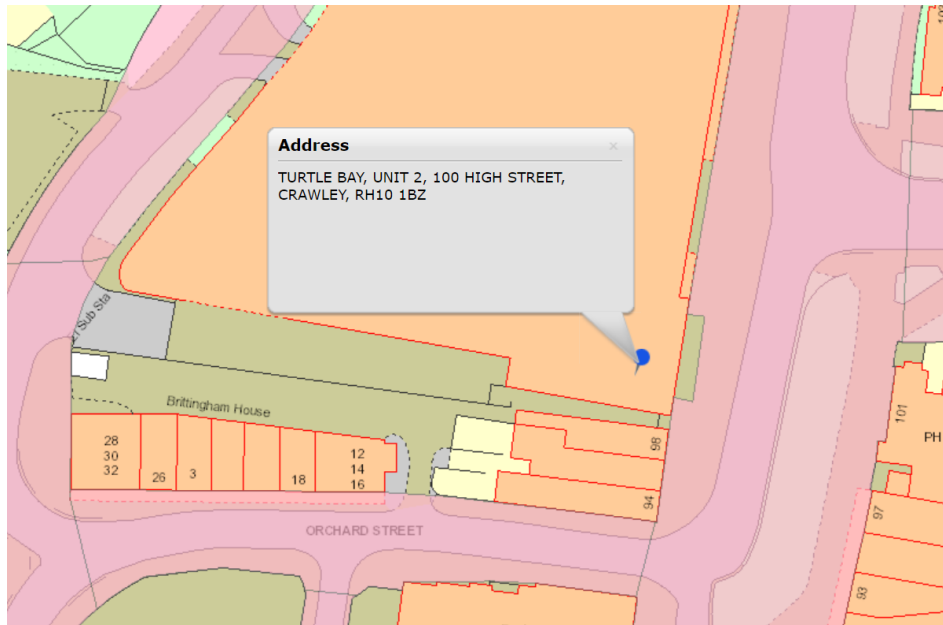 Address
TURTLE BAY, UNIT 2, 100 HIGH STREET,
CRAWLEY, RH10 1BZ
Sub Sta
Brittingham House
28
30
32
26
3
18
12
14
16
98
94
ORCHARD STREET
101
PH
97
93